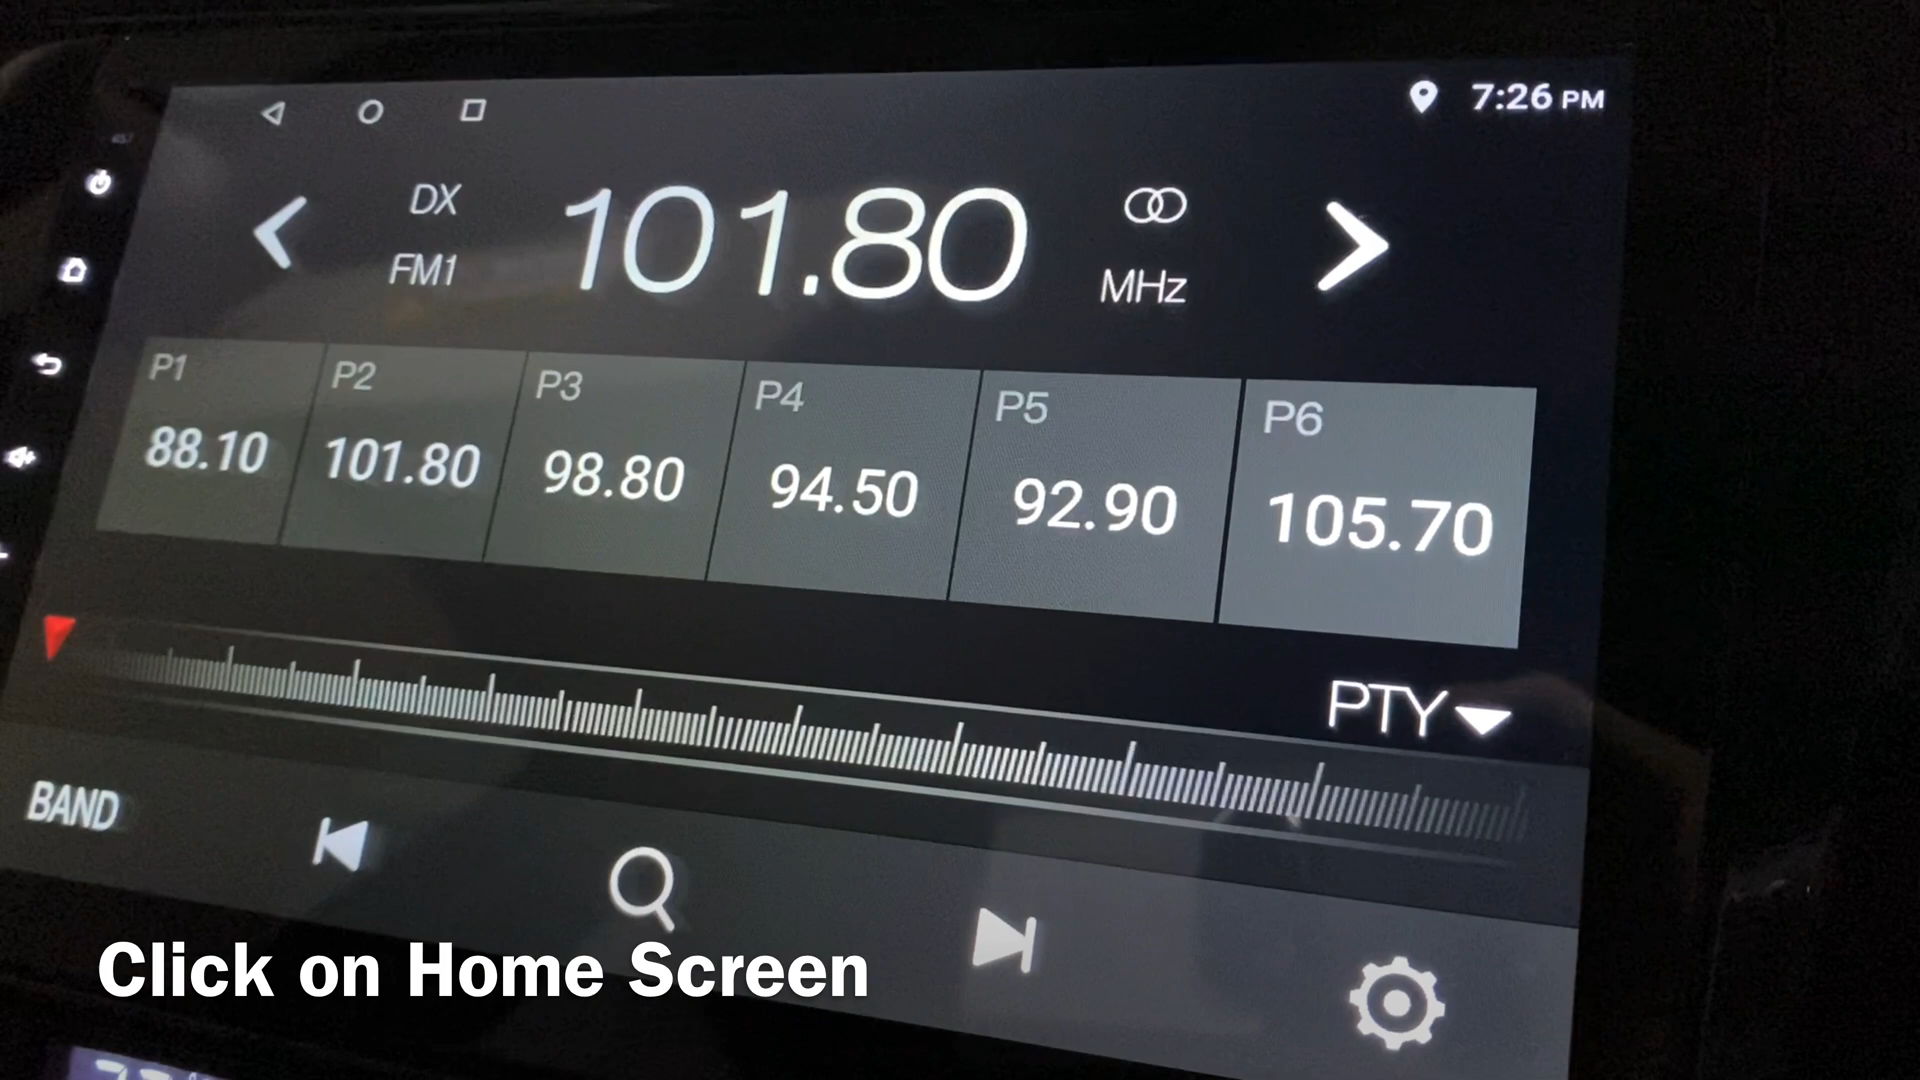 7:26 PM
DX
FM1
101.80
MHz
P1
P2
P3
P4
P5
P6
88.10
101.80
98.80
94.50
92.90
105.70
PTY
BAND
Click on Home Screen